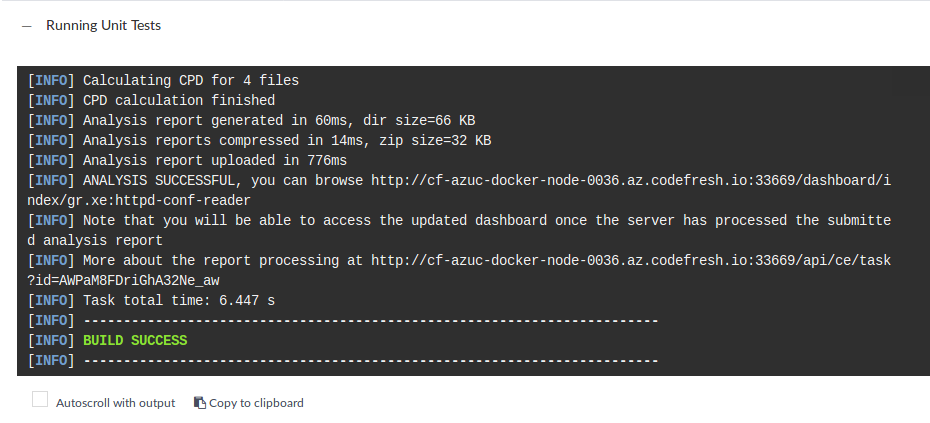 — Running Unit Tests
[INFO] Calculating CPD for 4 files
[INFO] CPD calculation finished
[INFO] Analysis report generated in 60ms, dir size=66 KB
[INFO] Analysis reports compressed in 14ms, zip size=32 KB
[INFO] Analysis report uploaded in 776ms
[INFO] ANALYSIS SUCCESSFUL, you can browse http://cf-azuc-docker-node-0036.az.codefresh.io:33669/dashboard/i
ndex/gr.xe:httpd-conf-reader
[INFO] Note that you will be able to access the updated dashboard once the server has processed the submitte
d analysis report
[INFO] More about the report processing at http://cf-azuc-docker-node-0036.az.codefresh.io:33669/api/ce/task
?id=AWPaM8FDriGhA32Ne_aw
[INFO] Task total time: 6.447 s
[INFO] ------------------------------------------------------------------------
[INFO] BUILD SUCCESS
[INFO] ------------------------------------------------------------------------
Autoscroll with output Copy to clipboard